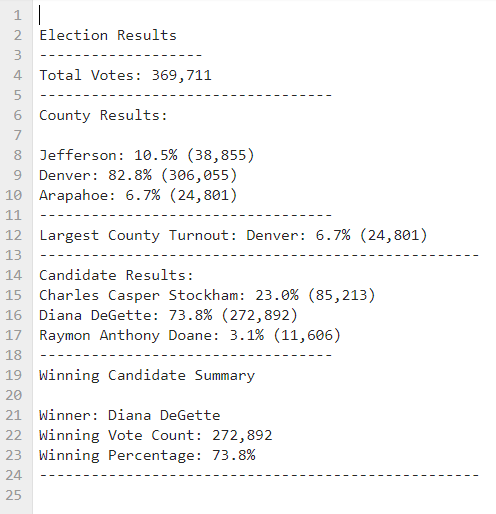 1
2 Election Results
3 -------------------
4 Total Votes: 369,711
5 ----------------------------------
6 County Results:
7
8 Jefferson: 10.5% (38,855)
9 Denver: 82.8% (306,055)
10 Arapahoe: 6.7% (24,801)
11 ----------------------------------
12 Largest County Turnout: Denver: 6.7% (24,801)
13 ---------------------------------------------------
14 Candidate Results:
15 Charles Casper Stockham: 23.0% (85,213)
16 Diana DeGette: 73.8% (272,892)
17 Raymon Anthony Doane: 3.1% (11,606)
18 ----------------------------------
19 Winning Candidate Summary
20
21 Winner: Diana DeGette
22 Winning Vote Count: 272,892
23 Winning Percentage: 73.8%
24 ---------------------------------------------------
25